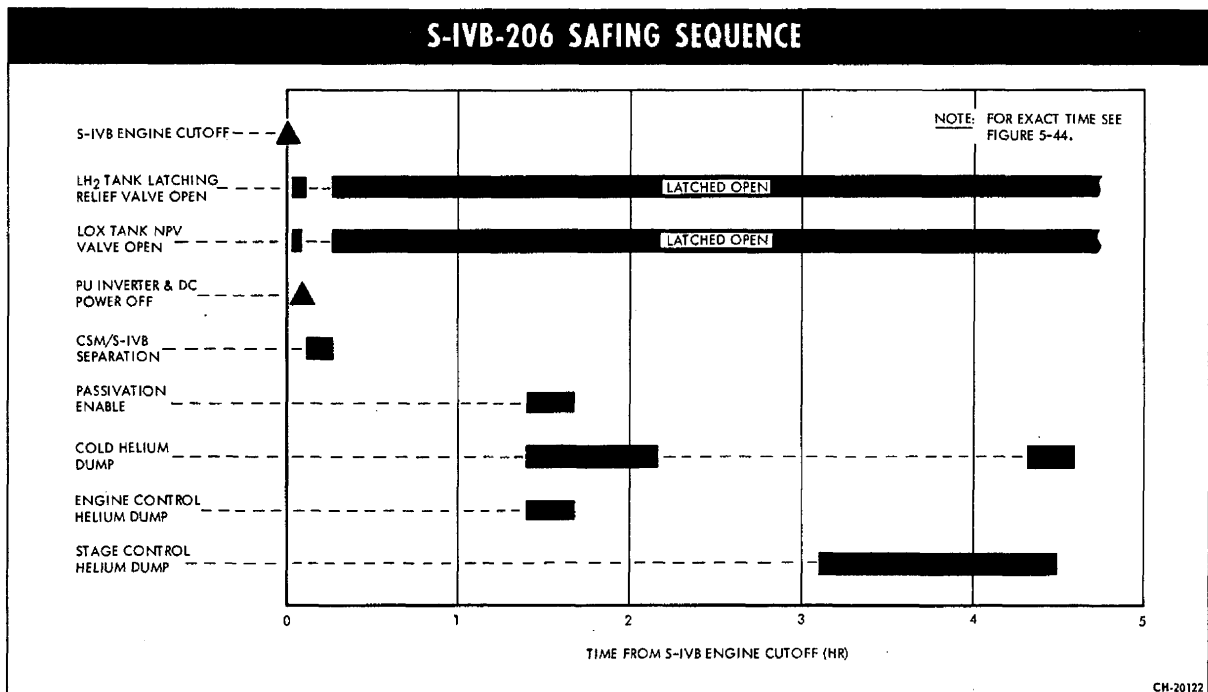 S-IVB-206 SAFING SEQUENCE
NOTE: FOR EXACT TIME SEE
FIGURE 5-44.
S-IVB ENGINE CUTOFF
LH2 TANK LATCHING
RELIEF VALVE OPEN
LATCHED OPEN
LOX TANK NPV
VALVE OPEN
LATCHED OPEN
PU INVERTER & DC
POWER OFF
CSM/S-IVB
SEPARATION
PASSIVATION
ENABLE
COLD HELIUM
DUMP
ENGINE CONTROL
HELIUM DUMP
STAGE CONTROL
HELIUM DUMP
0 1 2 3 4 5
TIME FROM S-IVB ENGINE CUTOFF (HR)
CH-20122